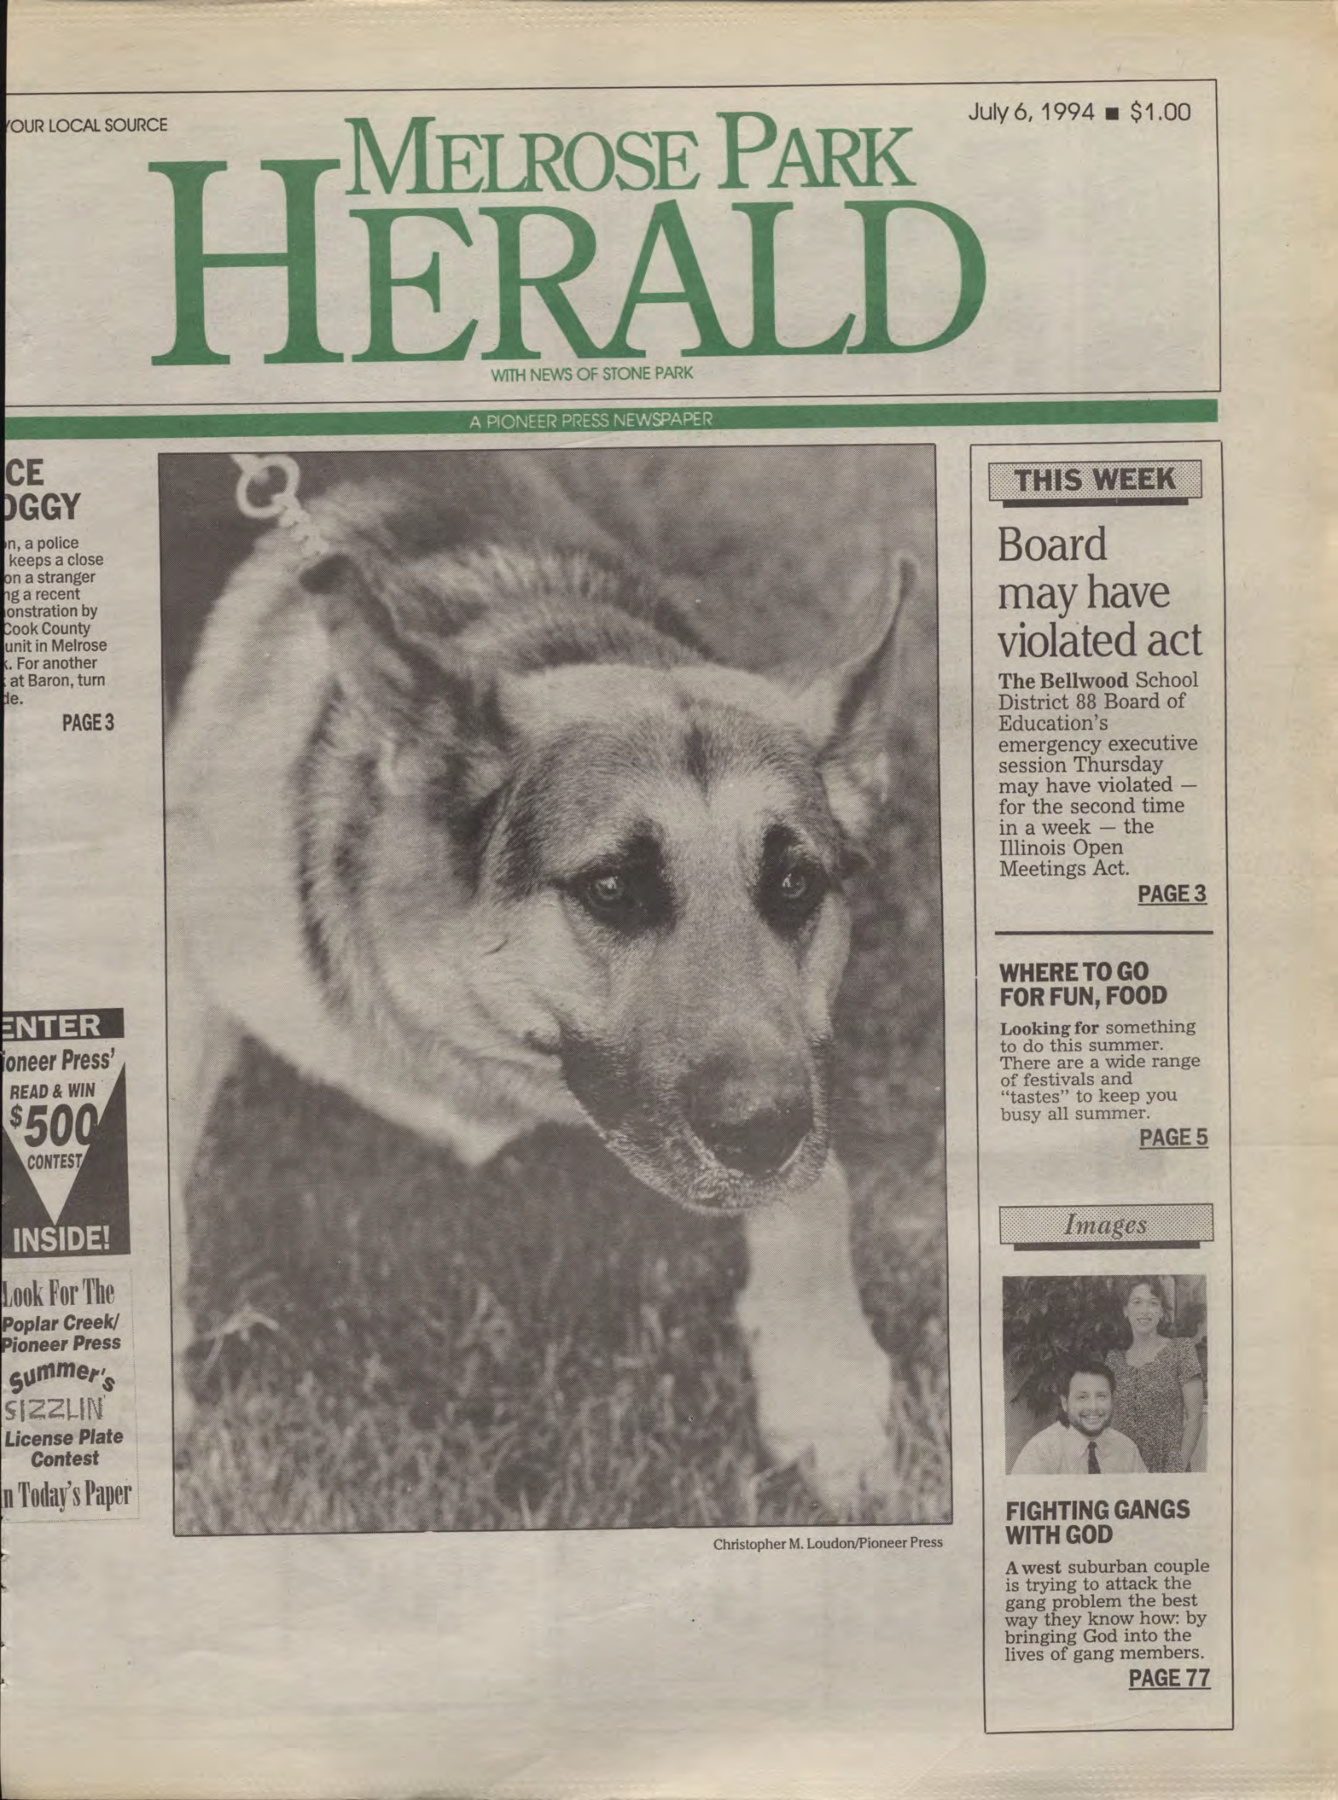 YOUR LOCAL SOURCE
July 6, 1994 ■ $1.00
MELROSE PARK
HERALD
WITH NEWS OF STONE PARK
A PIONEER PRESS NEWSPAPER
CE
OGGY
n, a police
keeps a close
on a stranger
ng a recent
onstration by
Cook County
unit in Melrose
k. For another
at Baron, turn
de.
PAGE 3
ENTER
ioneer Press'
READ & WIN
$500
CONTEST
INSIDE!
Look For The
Poplar Creek/
Pioneer Press
Summer's
SIZZLIN'
License Plate
Contest
In Today's Paper
Christopher M. Loudon/Pioneer Press
THIS WEEK
Board
may have
violated act
The Bellwood School
District 88 Board of
Education's
emergency executive
session Thursday
may have violated —
for the second time
in a week — the
Illinois Open
Meetings Act.
PAGE 3
WHERE TO GO
FOR FUN, FOOD
Looking for something
to do this summer.
There are a wide range
of festivals and
"tastes" to keep you
busy all summer.
PAGE 5
Images
FIGHTING GANGS
WITH GOD
A west suburban couple
is trying to attack the
gang problem the best
way they know how: by
bringing God into the
lives of gang members.
PAGE 77